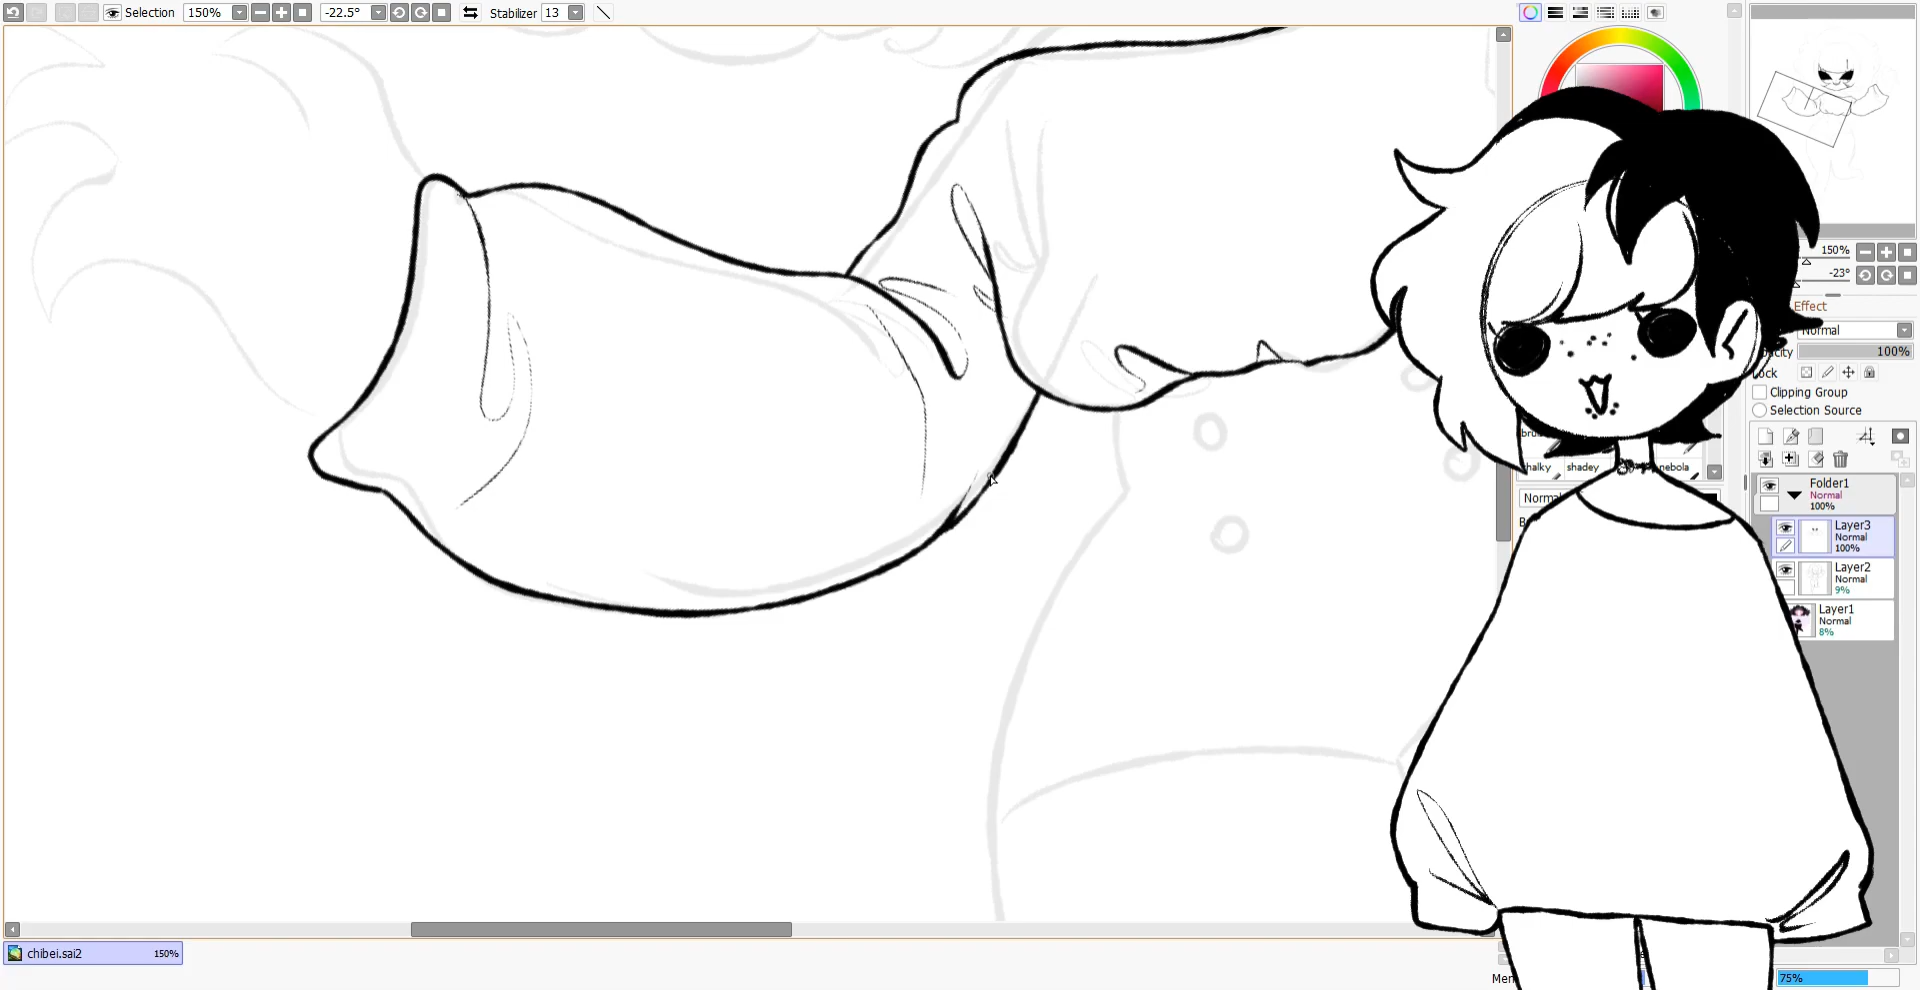 Selection 150% -22.5° Stabilizer 13
150%
-23°
Effect
Normal
100%
Lock
Clipping Group
Selection Source
shadey nebola
Normal
Folder1
Normal
100%
Layer3
Normal
100%
Layer2
Normal
9%
Layer1
Normal
8%
chibei.sai2 150%
75%